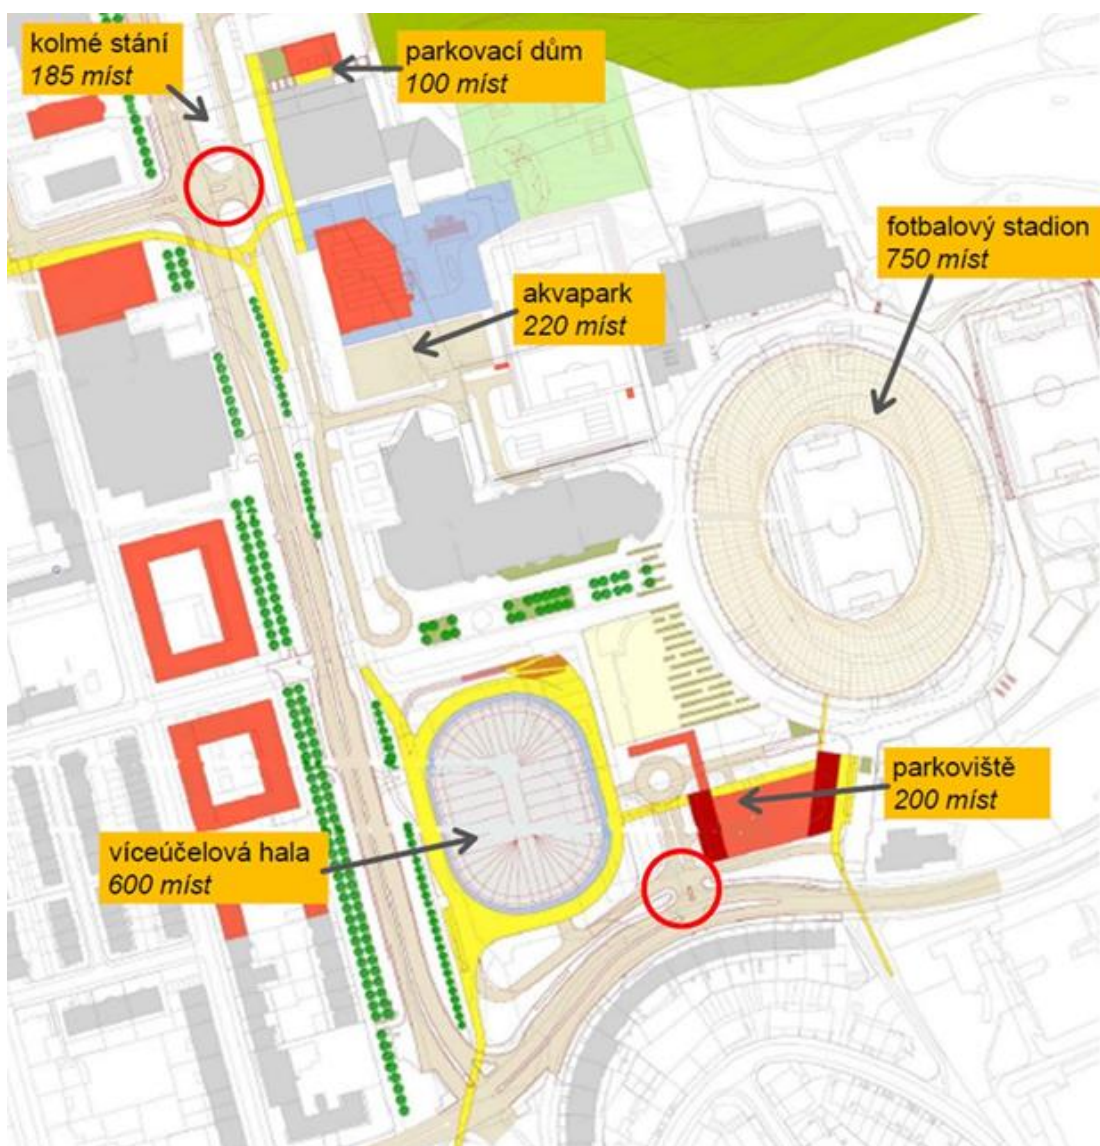 kolmé stání
185 míst
parkovací dům
100 míst
fotbalový stadion
750 míst
akvapark
220 míst
parkoviště
200 míst
víceúčelová hala
600 míst